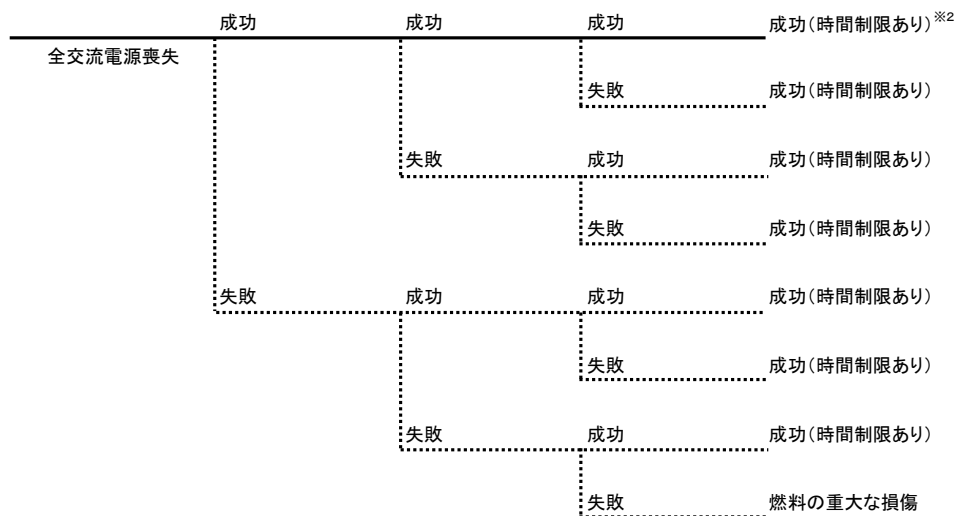 成功 成功 成功 成功(時間制限あり)※2
全交流電源喪失
失敗 成功(時間制限あり)
失敗 成功 成功(時間制限あり)
失敗 成功(時間制限あり)
失敗 成功 成功 成功(時間制限あり)
失敗 成功(時間制限あり)
失敗 成功 成功(時間制限あり)
失敗 燃料の重大な損傷